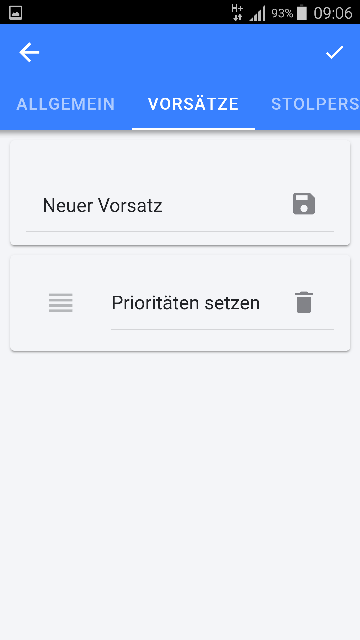 H+ 93% 09:06
ALLGEMEIN VORSÄTZE STOLPERS
Neuer Vorsatz
Prioritäten setzen